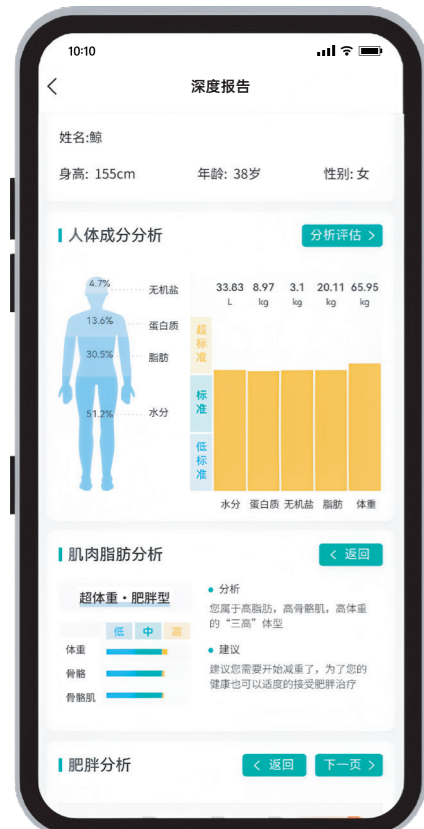 10:10
深度报告
姓名:鲸
身高: 155cm 年龄: 38岁 性别: 女
人体成分分析 分析评估 >
4.7% 无机盐
13.6% 蛋白质
30.5% 脂肪
51.2% 水分
33.83 8.97 3.1 20.11 65.95
L kg kg kg kg
超标准
标准
低标准
水分 蛋白质 无机盐 脂肪 体重
肌肉脂肪分析 < 返回
超体重·肥胖型
低 中 高
体重
骨骼
骨骼肌
• 分析
您属于高脂肪，高骨骼肌，高体重
的“三高”体型
• 建议
建议您需要开始减重了，为了您的
健康也可以适度的接受肥胖治疗
肥胖分析 < 返回 下一页 >